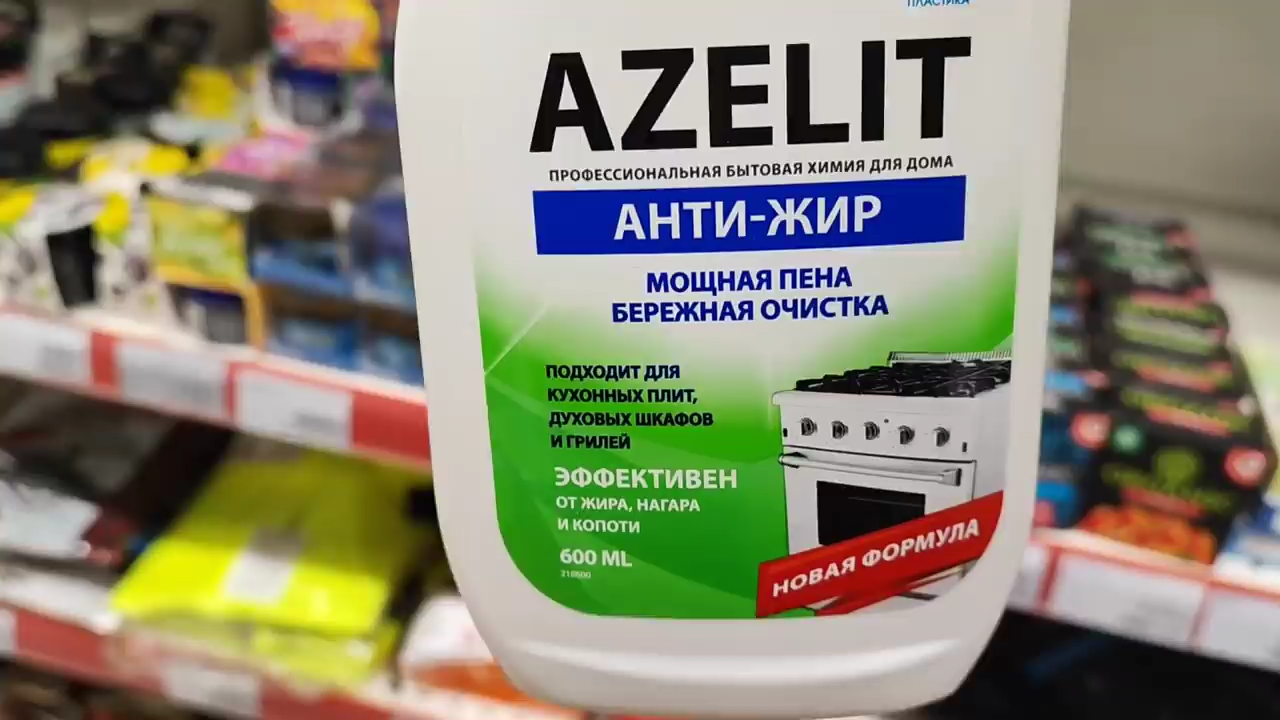 ПЛАСТИКА
AZELIT
ПРОФЕССИОНАЛЬНАЯ БЫТОВАЯ ХИМИЯ ДЛЯ ДОМА
АНТИ-ЖИР
МОЩНАЯ ПЕНА
БЕРЕЖНАЯ ОЧИСТКА
ПОДХОДИТ ДЛЯ
КУХОННЫХ ПЛИТ,
ДУХОВЫХ ШКАФОВ
И ГРИЛЕЙ
ЭФФЕКТИВЕН
ОТ ЖИРА, НАГАРА
И КОПОТИ
600 ML
НОВАЯ ФОРМУЛА